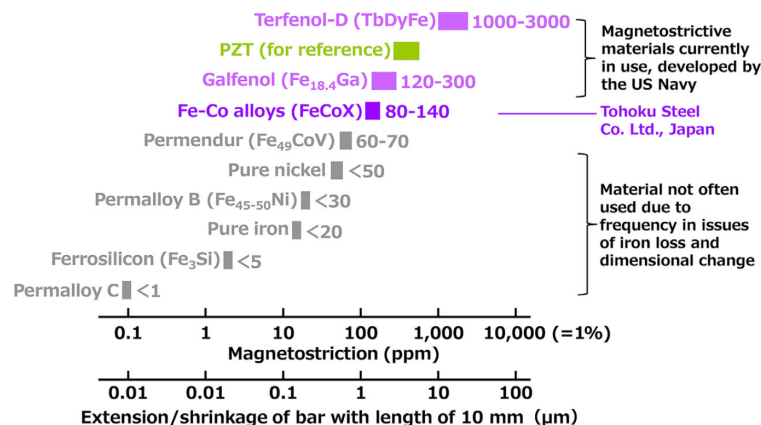 Terfenol-D (TbDyFe) 1000-3000
PZT (for reference)
Galfenol (Fe18.4Ga) 120-300
Magnetostrictive
materials currently
in use, developed by
the US Navy
Fe-Co alloys (FeCoX) 80-140
Tohoku Steel
Co. Ltd., Japan
Permendur (Fe49CoV) 60-70
Pure nickel <50
Permalloy B (Fe45-50Ni) <30
Pure iron <20
Ferrosilicon (Fe3Si) <5
Permalloy C <1
Material not often
used due to
frequency in issues
of iron loss and
dimensional change
0.1 1 10 100 1,000 10,000 (=1%)
Magnetostriction (ppm)
0.01 0.01 0.1 1 10 100
Extension/shrinkage of bar with length of 10 mm (μm)